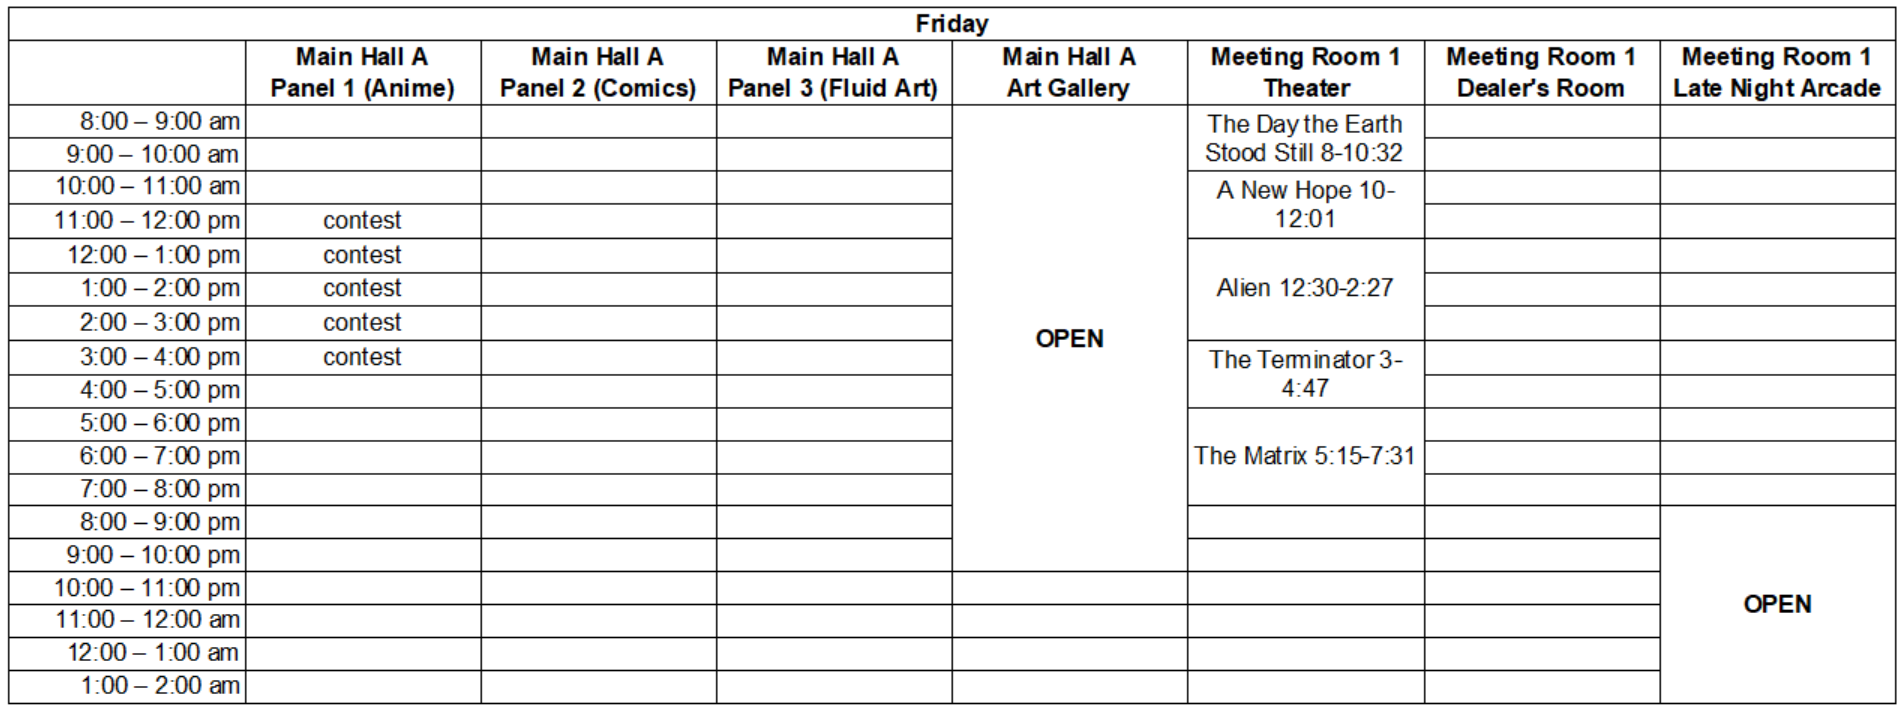 Friday
Main Hall A
Panel 1 (Anime)
Main Hall A
Panel 2 (Comics)
Main Hall A
Panel 3 (Fluid Art)
Main Hall A
Art Gallery
Meeting Room 1
Theater
Meeting Room 1
Dealer's Room
Meeting Room 1
Late Night Arcade
8:00 – 9:00 am
The Day the Earth
Stood Still 8-10:32
9:00 – 10:00 am
10:00 – 11:00 am
A New Hope 10-
12:01
11:00 – 12:00 pm
contest
12:00 – 1:00 pm
contest
1:00 – 2:00 pm
contest
Alien 12:30-2:27
2:00 – 3:00 pm
contest
OPEN
3:00 – 4:00 pm
contest
The Terminator 3-
4:47
4:00 – 5:00 pm
5:00 – 6:00 pm
6:00 – 7:00 pm
The Matrix 5:15-7:31
7:00 – 8:00 pm
8:00 – 9:00 pm
9:00 – 10:00 pm
10:00 – 11:00 pm
OPEN
11:00 – 12:00 am
12:00 – 1:00 am
1:00 – 2:00 am